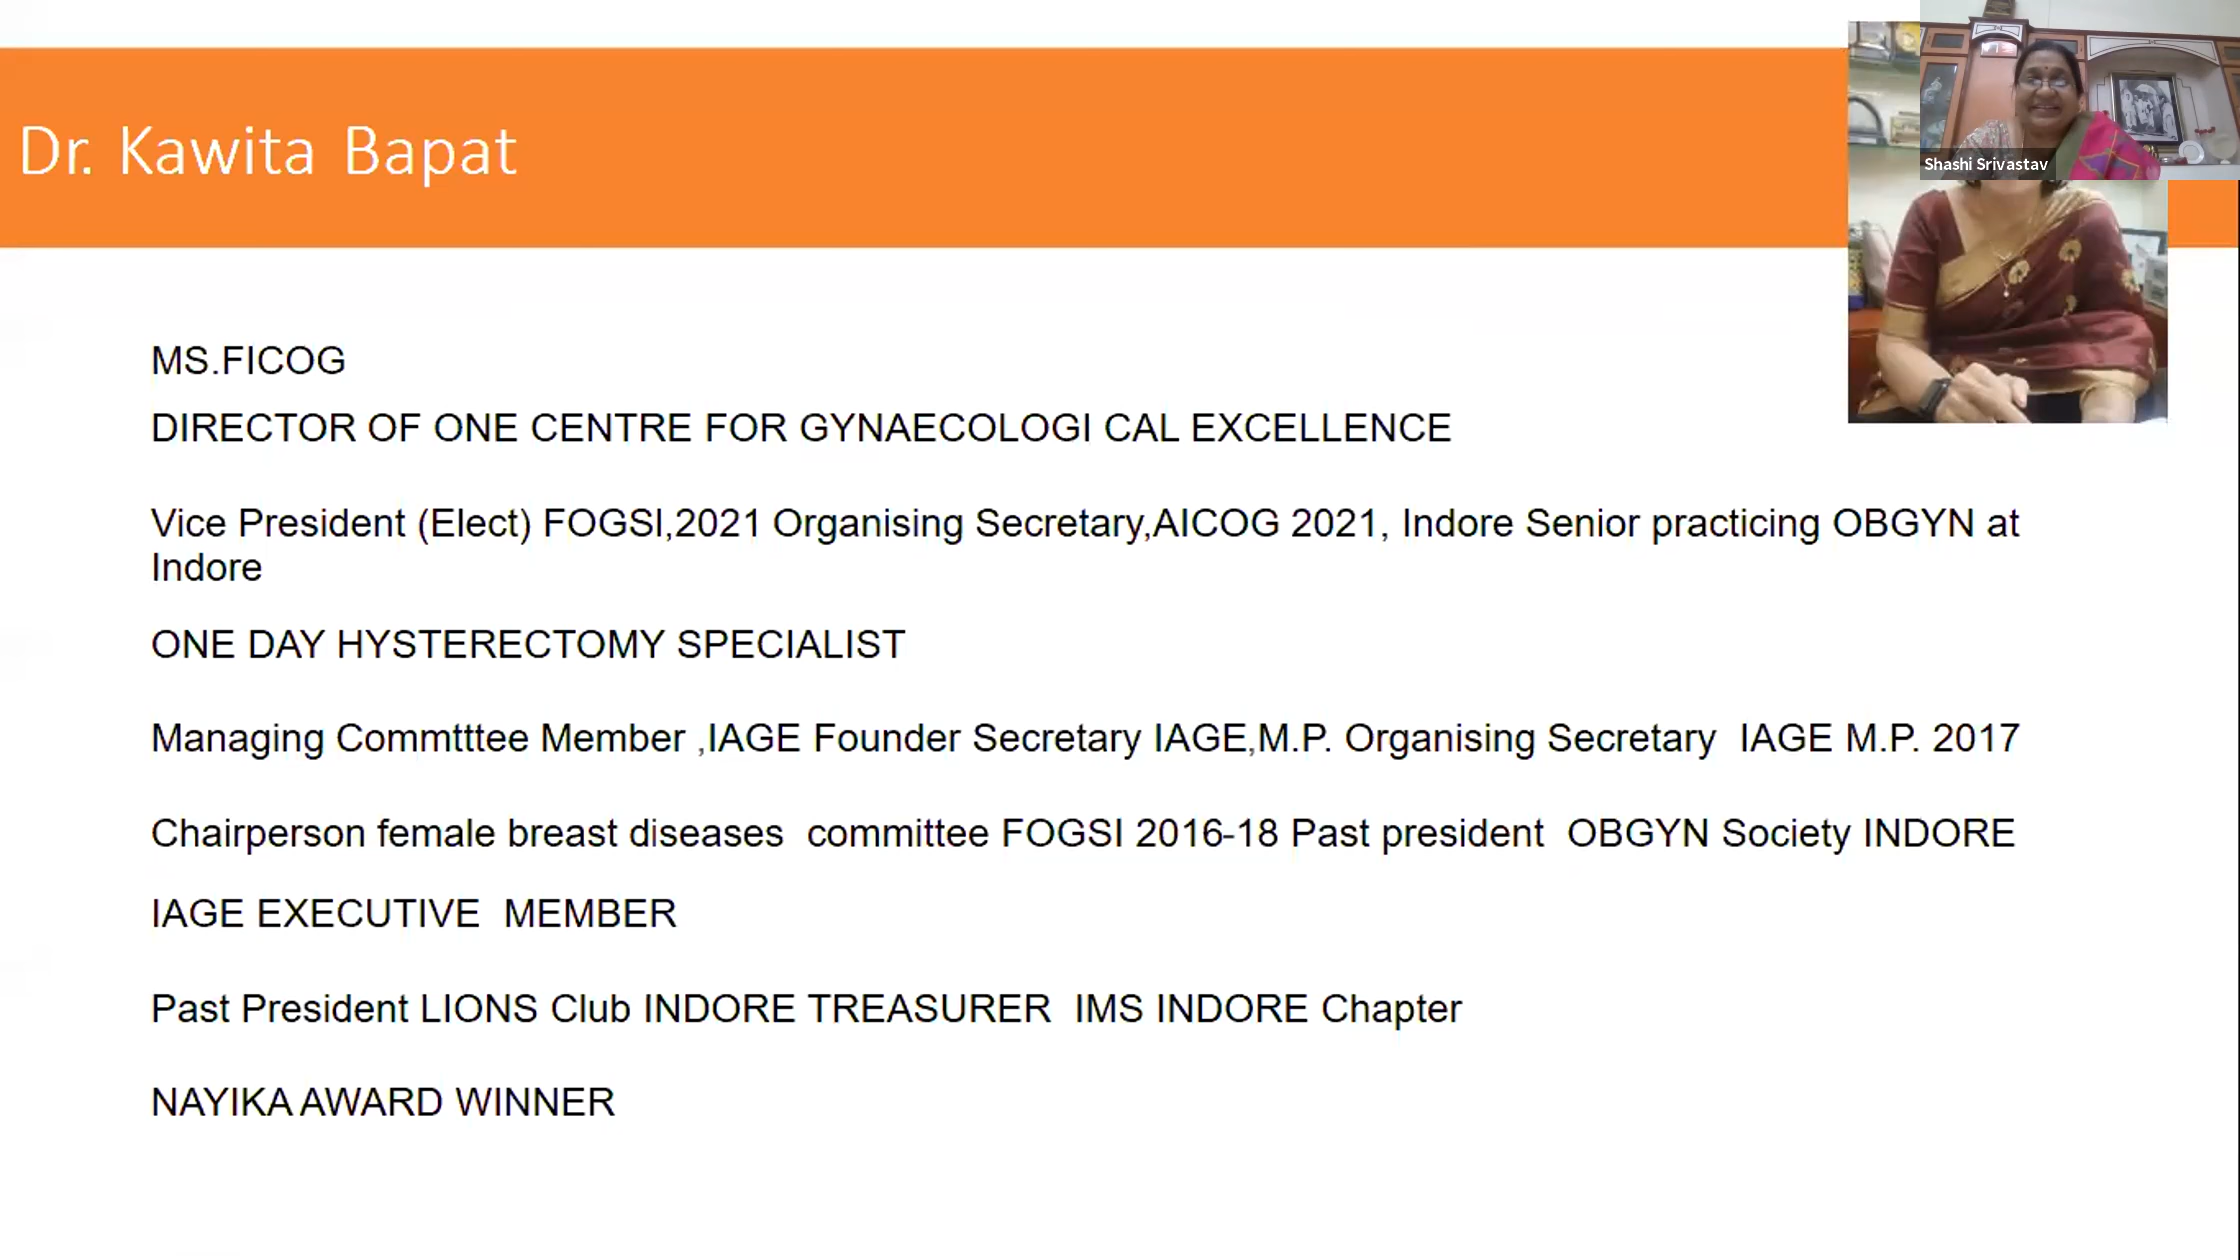 Dr. Kawita Bapat
Shashi Srivastav
MS.FICOG
DIRECTOR OF ONE CENTRE FOR GYNAECOLOGI CAL EXCELLENCE
Vice President (Elect) FOGSI,2021 Organising Secretary,AICOG 2021, Indore Senior practicing OBGYN at
Indore
ONE DAY HYSTERECTOMY SPECIALIST
Managing Commtttee Member ,IAGE Founder Secretary IAGE,M.P. Organising Secretary  IAGE M.P. 2017
Chairperson female breast diseases  committee FOGSI 2016-18 Past president  OBGYN Society INDORE
IAGE EXECUTIVE  MEMBER
Past President LIONS Club INDORE TREASURER  IMS INDORE Chapter
NAYIKA AWARD WINNER